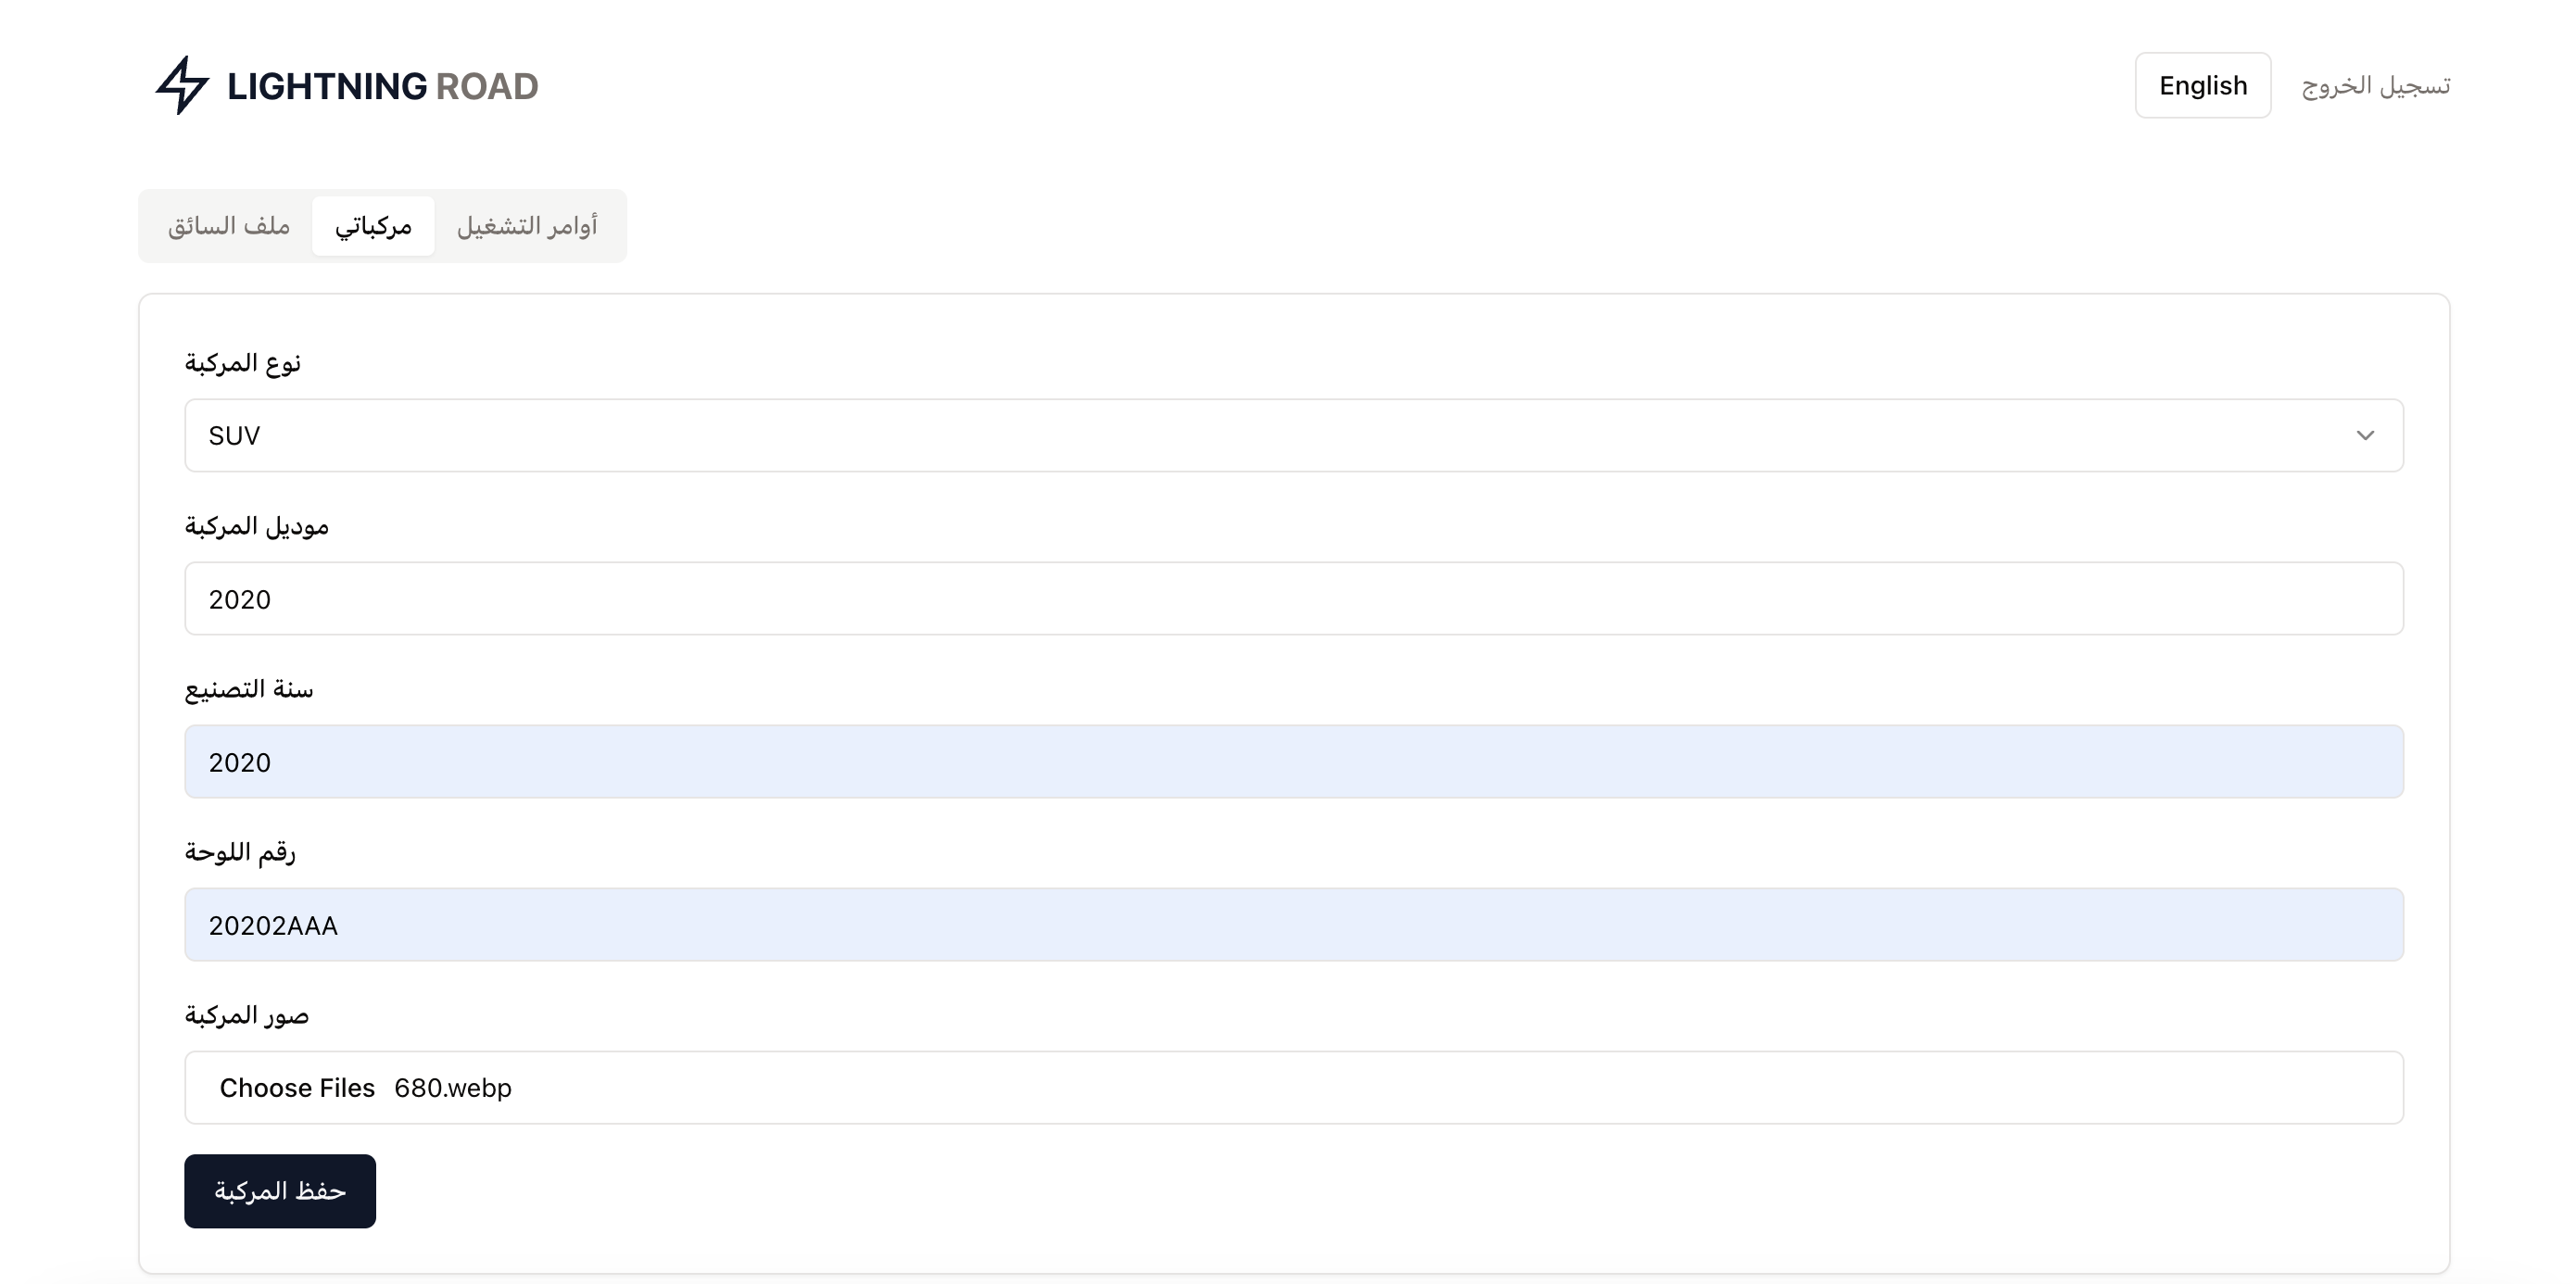 LIGHTNING ROAD
English
تسجيل الخروج
ملف السائق
مركباتي
أوامر التشغيل
نوع المركبة
SUV
موديل المركبة
2020
سنة التصنيع
2020
رقم اللوحة
20202AAA
صور المركبة
Choose Files 680.webp
حفظ المركبة